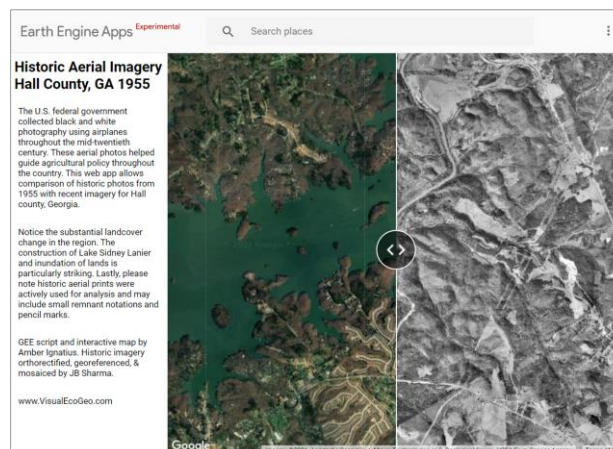 Earth Engine Apps Experimental
Search places
Historic Aerial Imagery
Hall County, GA 1955
The U.S. federal government
collected black and white
photography using airplanes
throughout the mid-twentieth
century. These aerial photos helped
guide agricultural policy throughout
the country. This web app allows
comparison of historic photos from
1955 with recent imagery for Hall
county, Georgia.
Notice the substantial landcover
change in the region. The
construction of Lake Sidney Lanier
and inundation of lands is
particularly striking. Lastly, please
note historic aerial prints were
actively used for analysis and may
include small remnant notations and
pencil marks.
GEE script and interactive map by
Amber Ignatius. Historic imagery
orthorectified, georeferenced, &
mosaiced by JB Sharma.
www.VisualEcoGeo.com
Google